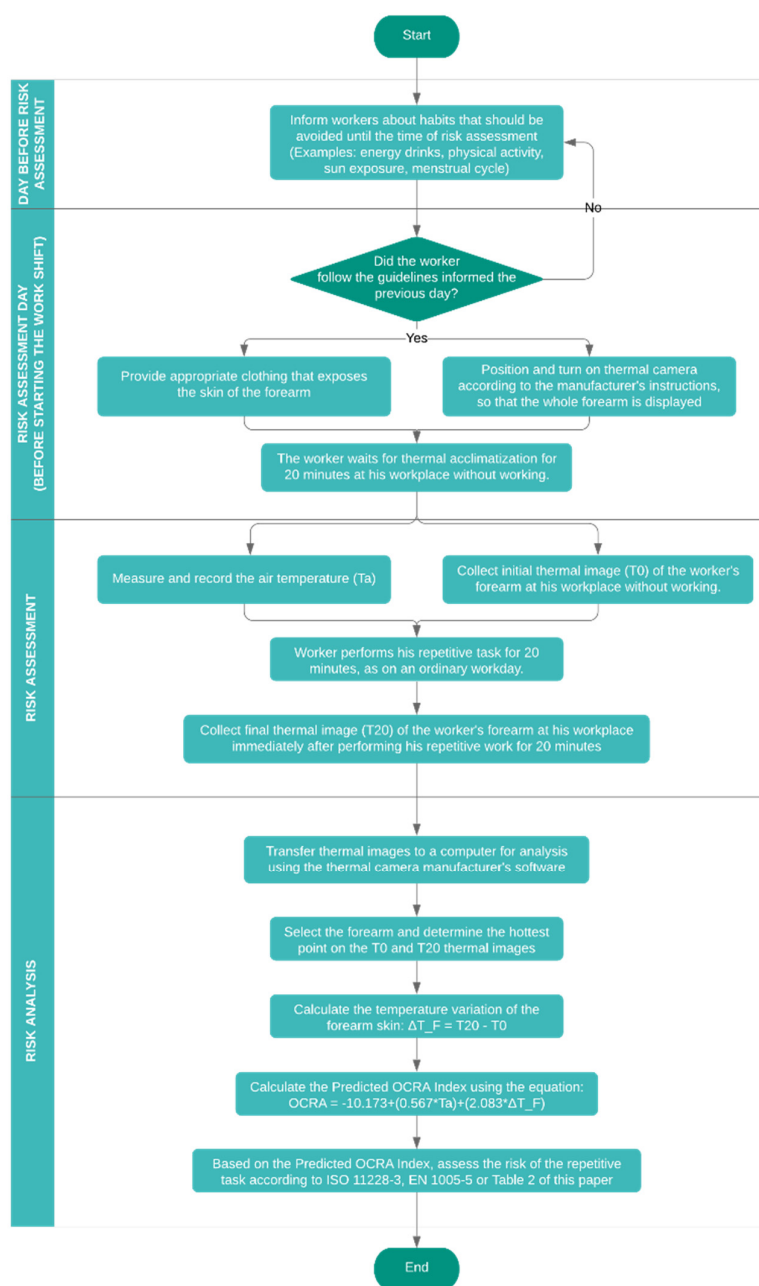 Start
DAY BEFORE RISK
ASSESSMENT
Inform workers about habits that should be
avoided until the time of risk assessment
(Examples: energy drinks, physical activity,
sun exposure, menstrual cycle)
No
RISK ASSESSMENT DAY
(BEFORE STARTING THE WORK SHIFT)
Did the worker
follow the guidelines informed the
previous day?
Yes
Provide appropriate clothing that exposes
the skin of the forearm
Position and turn on thermal camera
according to the manufacturer's instructions,
so that the whole forearm is displayed
The worker waits for thermal acclimatization for
20 minutes at his workplace without working.
RISK ASSESSMENT
Measure and record the air temperature (Ta)
Collect initial thermal image (T0) of the worker's
forearm at his workplace without working.
Worker performs his repetitive task for 20
minutes, as on an ordinary workday.
Collect final thermal image (T20) of the worker's forearm at his workplace
immediately after performing his repetitive work for 20 minutes
RISK ANALYSIS
Transfer thermal images to a computer for analysis
using the thermal camera manufacturer's software
Select the forearm and determine the hottest
point on the T0 and T20 thermal images
Calculate the temperature variation of the
forearm skin: ΔT_F = T20 - T0
Calculate the Predicted OCRA Index using the equation:
OCRA = -10.173+(0.567*Ta)+(2.083*ΔT_F)
Based on the Predicted OCRA Index, assess the risk of the repetitive
task according to ISO 11228-3, EN 1005-5 or Table 2 of this paper
End